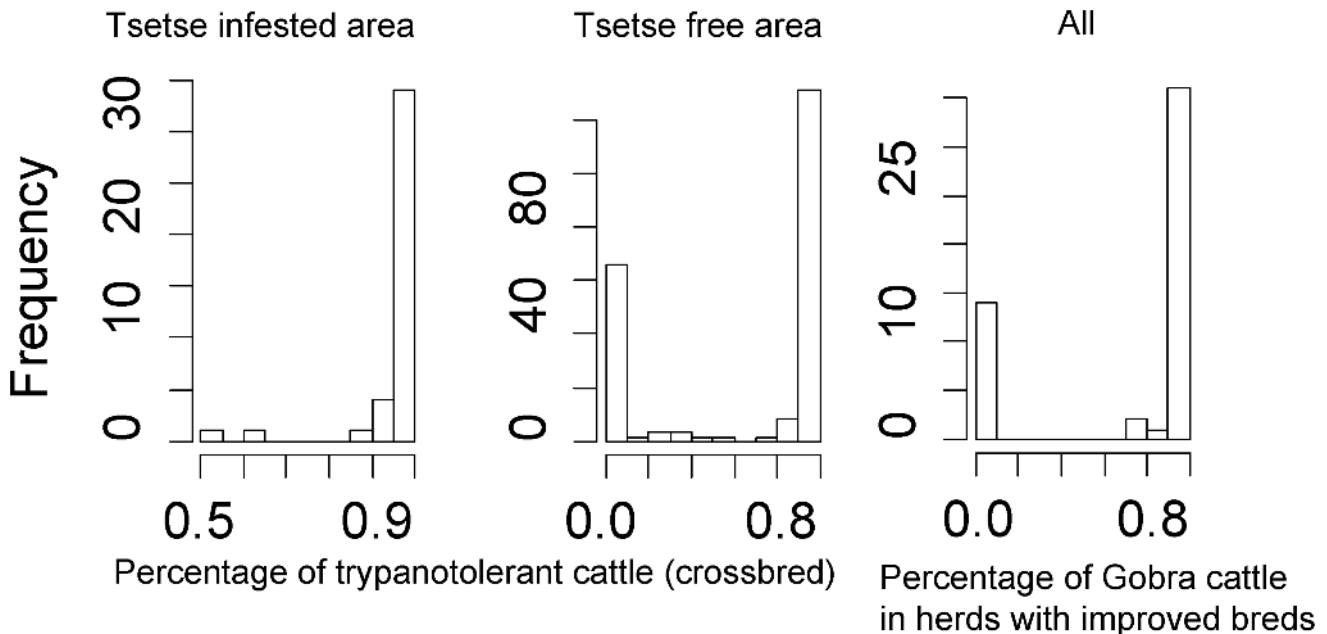 Tsetse infested area
Tsetse free area
All
Frequency
30
20
10
0
0.5
0.9
80
40
0
0.0
0.8
25
10
0
0.0
0.8
Percentage of trypanotolerant cattle (crossbred)
Percentage of Gobra cattle
in herds with improved breds